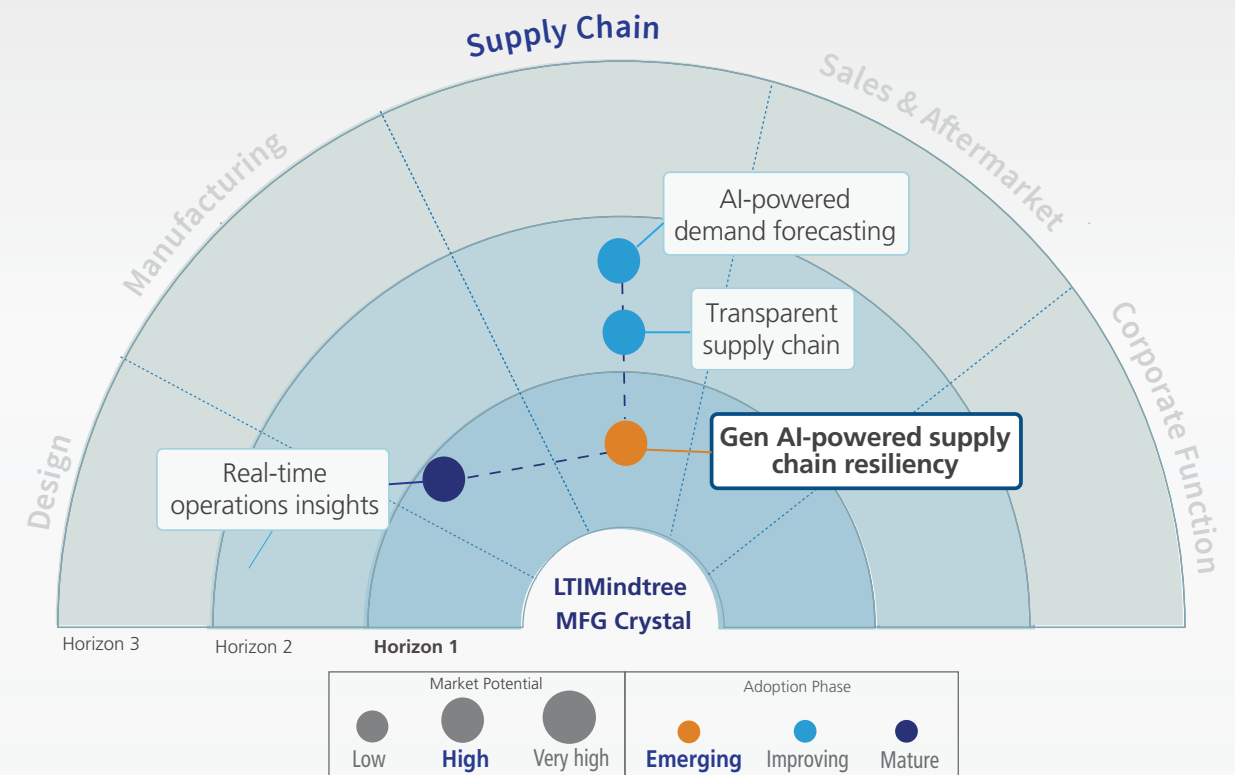 Supply Chain
Sales & Aftermarket
Manufacturing
AI-powered
demand forecasting
Transparent
supply chain
Corporate Function
Gen AI-powered supply
chain resiliency
Design
Real-time
operations insights
LTIMindtree
MFG Crystal
Horizon 3
Horizon 2
Horizon 1
Market Potential
Low
High
Very high
Adoption Phase
Emerging
Improving
Mature